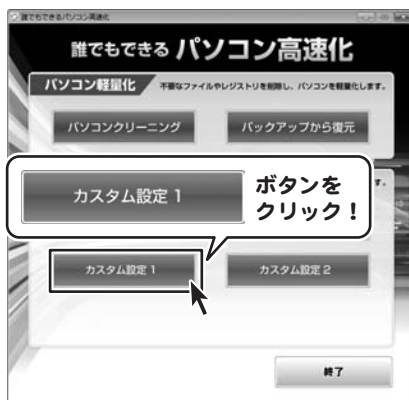 誰でもできるパソコン高速化
誰でもできる パソコン高速化
パソコン軽量化 不要なファイルやレジストリを削除し、パソコンを軽量化します。
パソコンクリーニング バックアップから復元
す。
カスタム設定 1 ボタンを
クリック！
カスタム設定 1 カスタム設定 2
終了